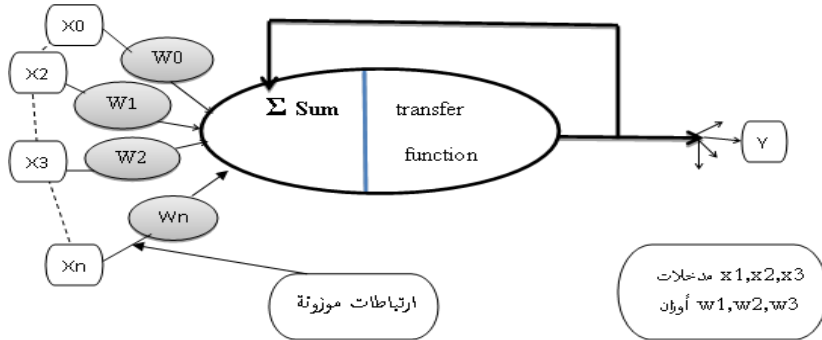 X0
W0
X2
W1
X3
W2
Wn
Xn
Σ Sum
transfer
function
Y
ارتباطات موزونة
x1,x2,x3 مدخلات
w1,w2,w3 أوزان